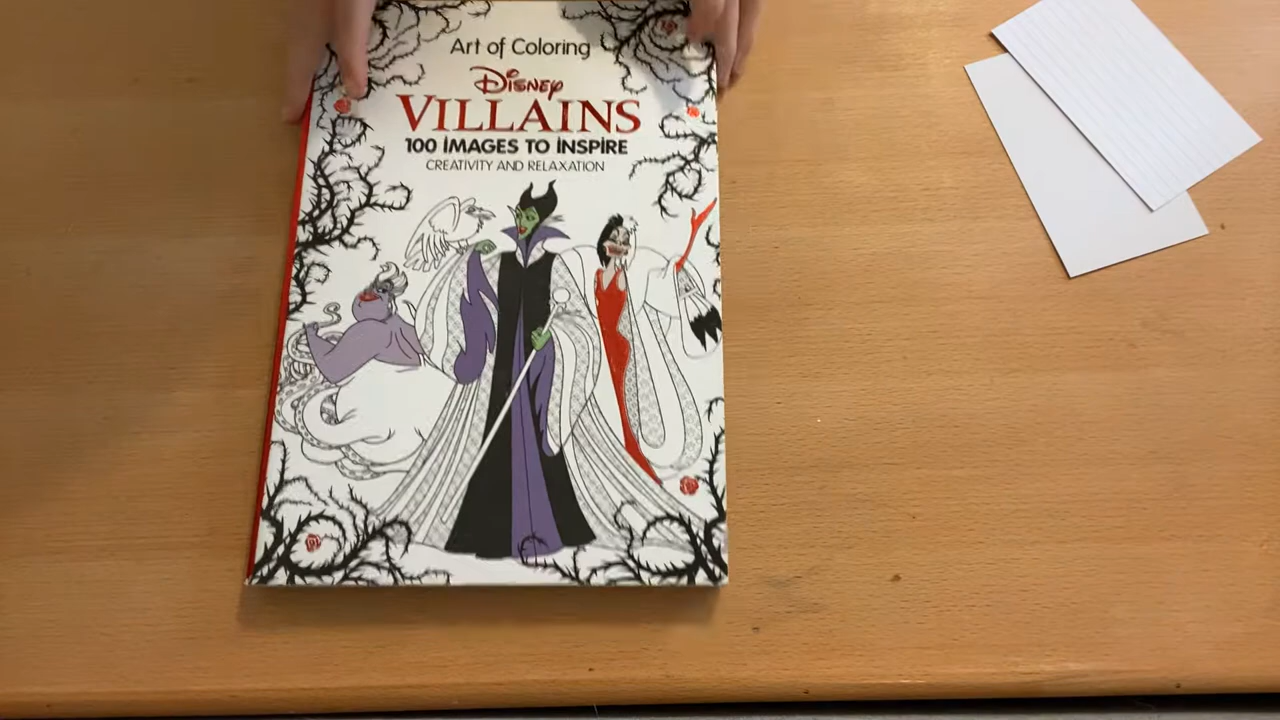 Art of Coloring
Disney
VILLAINS
100 IMAGES TO INSPIRE
CREATIVITY AND RELAXATION